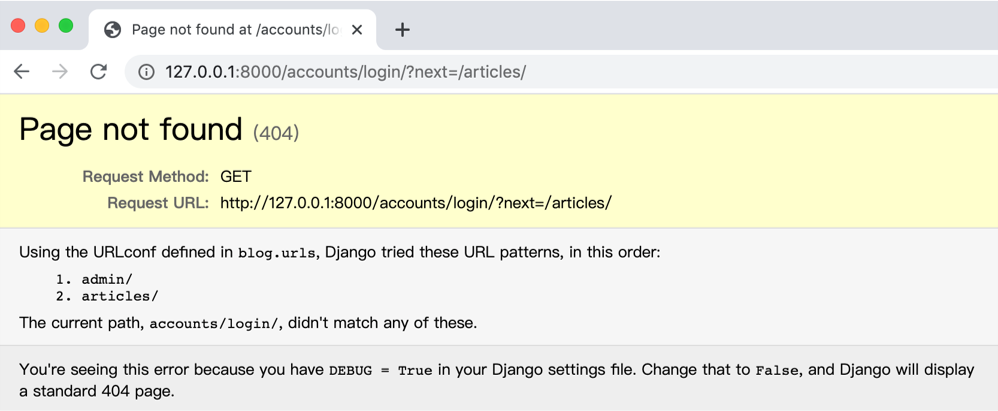 Page not found at /accounts/lo
127.0.0.1:8000/accounts/login/?next=/articles/
Page not found (404)
Request Method: GET
Request URL: http://127.0.0.1:8000/accounts/login/?next=/articles/
Using the URLconf defined in blog.urls, Django tried these URL patterns, in this order:
1. admin/
2. articles/
The current path, accounts/login/, didn't match any of these.
You're seeing this error because you have DEBUG = True in your Django settings file. Change that to False, and Django will display
a standard 404 page.